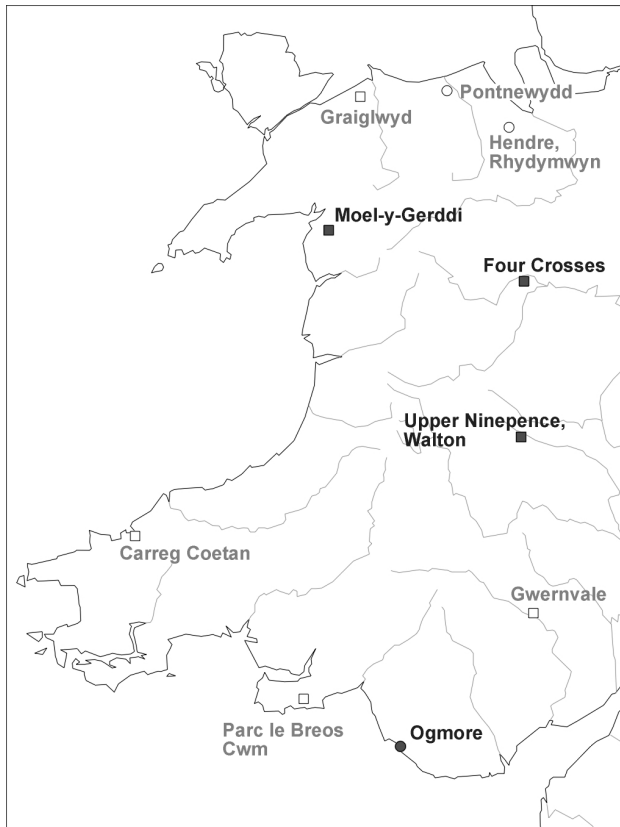 Pontnewydd
Graiglwyd
Hendre,
Rhydymwyn
Moel-y-Gerddi
Four Crosses
Upper Ninepence,
Walton
Carreg Coetan
Gwernvale
Parc le Breos
Cwm
Ogmore